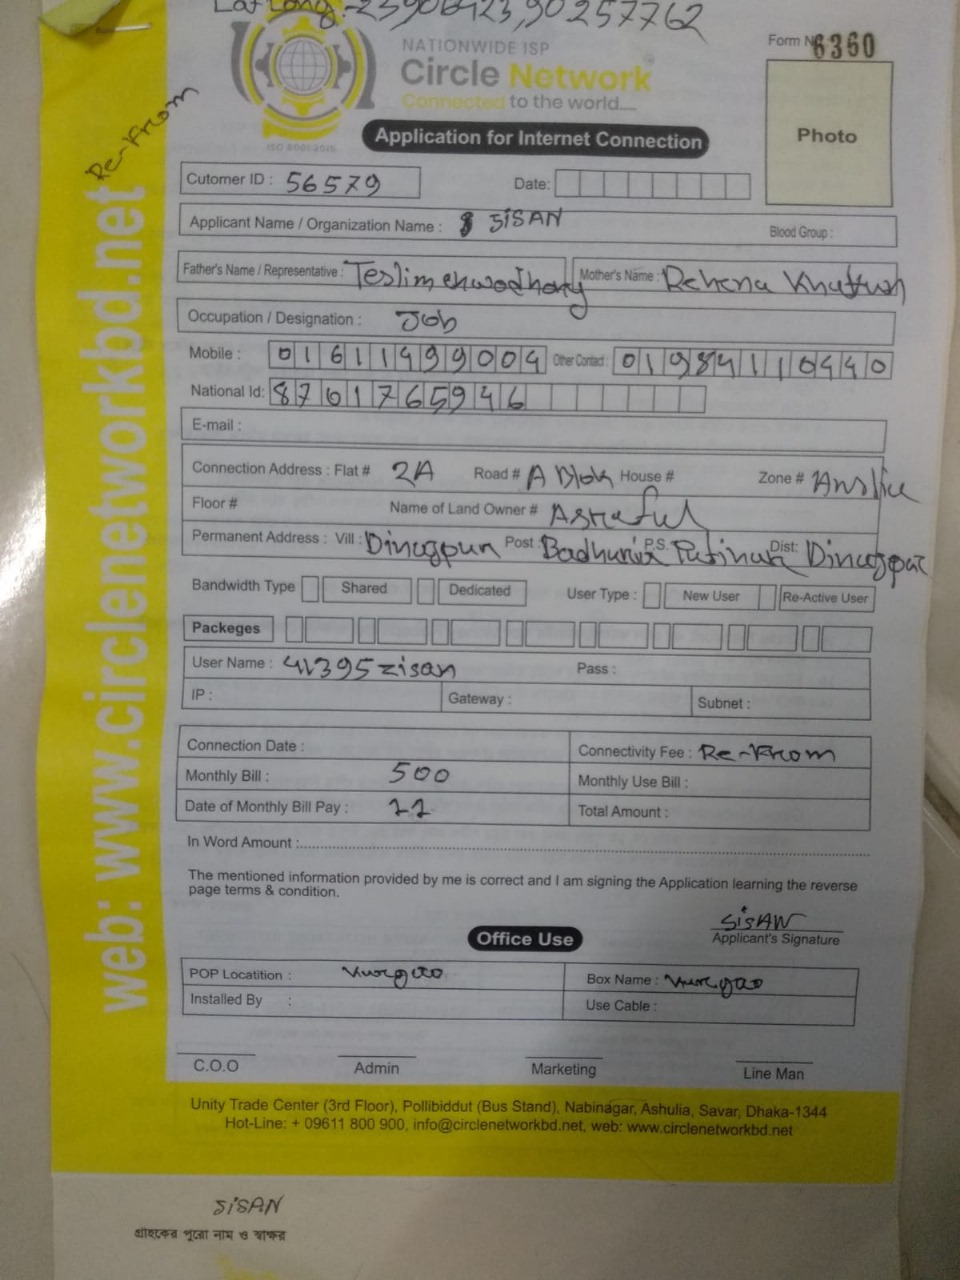 Lat Long :-23906423,90257762
NATIONWIDE ISP
Circle Network
Connected to the world....
ISO 9001:2015
Form N 6360
Photo
Re-From
Application for Internet Connection
Cutomer ID : 56579 Date:
Applicant Name / Organization Name : SiSAN Blood Group :
Father's Name / Representative : Teslim chwodhony Mother's Name : Rehena Khatun
Occupation / Designation : Job
Mobile : 01611499004 Other Contact : 01984110440
National Id: 8701765946
E-mail :
Connection Address : Flat # 2A Road # A Blok House # Zone #
Floor # Name of Land Owner # Asraful
Permanent Address : Vill : Dinajpur Post : P.S. Dist: Dinajpur
Bandwidth Type Shared Dedicated User Type : New User Re-Active User
Packeges
User Name : 41395zisan Pass :
IP : Gateway : Subnet :
Connection Date : Connectivity Fee : Re-From
Monthly Bill : 500 Monthly Use Bill :
Date of Monthly Bill Pay : 22 Total Amount :
In Word Amount :
The mentioned information provided by me is correct and I am signing the Application learning the reverse
page terms & condition.
SiSAN
Applicant's Signature
Office Use
POP Locatition : Box Name :
Installed By : Use Cable :
C.O.O Admin Marketing Line Man
Unity Trade Center (3rd Floor), Pollibiddut (Bus Stand), Nabinagar, Ashulia, Savar, Dhaka-1344
Hot-Line: + 09611 800 900, info@circlenetworkbd.net, web: www.circlenetworkbd.net
web: www.circlenetworkbd.net
SiSAN
গ্রাহকের পুরো নাম ও স্বাক্ষর